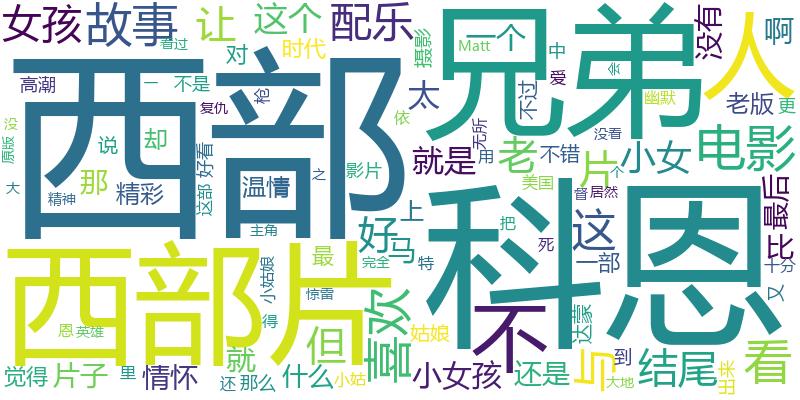 女孩
故事
让
这个
配乐
一个
兄弟
没有
人
啊
看过
对
时代
摄影
Matt
中
爱
会
不过
幽默
老版
更
高潮
一
不是
西部
复仇
枪
太
依
无所
没看
没
原版
说
却
好看
这部
就是
老
用
不错
片
个
小女
电影
那
精彩
温情
之
影片
美国
督
居然
大
精神
主角
好
上
马
把
科恩
这
死
一部
最后
西部片
小姑娘
最
完全
特
不
十分
又
惊雷
喜欢
恩
英雄
得
但
姑娘
达蒙
与
到
看
觉得
片子
里
情怀
就
还
那么
什么
小姑
小女孩
还是
结尾
大地
出来